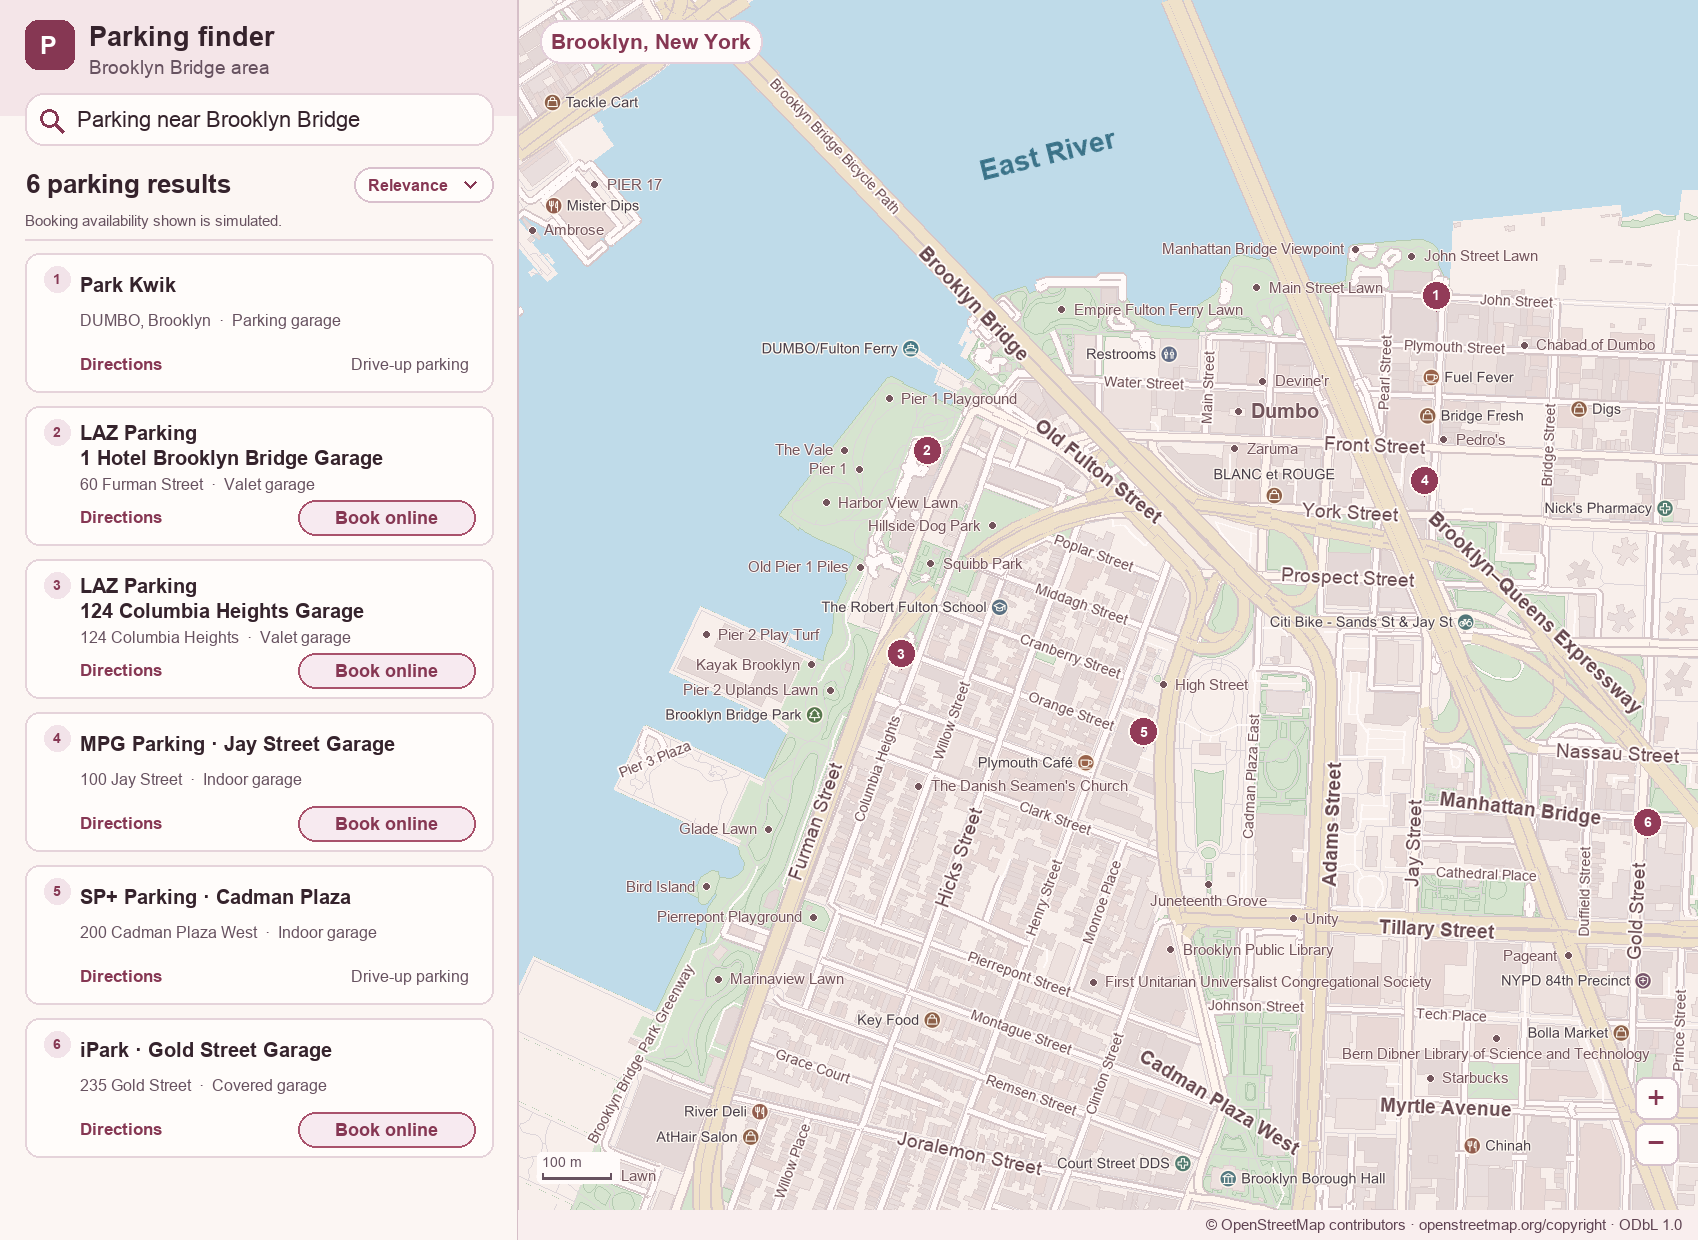 P
Parking finder
Brooklyn Bridge area
Parking near Brooklyn Bridge
6 parking results
Relevance
Booking availability shown is simulated.
1
Park Kwik
DUMBO, Brooklyn · Parking garage
Directions
Drive-up parking
2
LAZ Parking
1 Hotel Brooklyn Bridge Garage
60 Furman Street · Valet garage
Directions
Book online
3
LAZ Parking
124 Columbia Heights Garage
124 Columbia Heights · Valet garage
Directions
Book online
4
MPG Parking · Jay Street Garage
100 Jay Street · Indoor garage
Directions
Book online
5
SP+ Parking · Cadman Plaza
200 Cadman Plaza West · Indoor garage
Directions
Drive-up parking
6
iPark · Gold Street Garage
235 Gold Street · Covered garage
Directions
Book online
Brooklyn, New York
Tackle Cart
Brooklyn Bridge Bicycle Path
East River
PIER 17
Mister Dips
Ambrose
Manhattan Bridge Viewpoint
John Street Lawn
Brooklyn Bridge
Main Street Lawn
1
John Street
Empire Fulton Ferry Lawn
DUMBO/Fulton Ferry
Restrooms
Plymouth Street
Chabad of Dumbo
Water Street
Main Street
Devine'r
Pearl Street
Fuel Fever
Pier 1 Playground
Dumbo
Bridge Fresh
Digs
Old Fulton Street
Front Street
Pedro's
Bridge Street
The Vale
2
Zaruma
Pier 1
BLANC et ROUGE
4
Harbor View Lawn
York Street
Nick's Pharmacy
Hillside Dog Park
Brooklyn–Queens Expressway
Poplar Street
Old Pier 1 Piles
Squibb Park
Prospect Street
Middagh Street
The Robert Fulton School
Citi Bike - Sands St & Jay St
Pier 2 Play Turf
3
Cranberry Street
Kayak Brooklyn
Pier 2 Uplands Lawn
High Street
Brooklyn Bridge Park
Willow Street
Orange Street
5
Pier 3 Plaza
Columbia Heights
Plymouth Café
Cadman Plaza East
Nassau Street
The Danish Seamen's Church
Furman Street
Clark Street
Adams Street
Jay Street
Manhattan Bridge
6
Glade Lawn
Hicks Street
Cathedral Place
Bird Island
Henry Street
Monroe Place
Juneteenth Grove
Duffield Street
Gold Street
Pierrepont Playground
Unity
Tillary Street
Brooklyn Public Library
Pageant
Marinaview Lawn
Pierrepont Street
First Unitarian Universalist Congregational Society
NYPD 84th Precinct
Brooklyn Bridge Park Greenway
Johnson Street
Tech Place
Prince Street
Key Food
Montague Street
Bolla Market
Bern Dibner Library of Science and Technology
Grace Court
Remsen Street
Clinton Street
Cadman Plaza West
Starbucks
+
River Deli
Myrtle Avenue
AtHair Salon
Willow Place
Joralemon Street
−
Chinah
Court Street DDS
100 m
Lawn
Brooklyn Borough Hall
© OpenStreetMap contributors · openstreetmap.org/copyright · ODbL 1.0